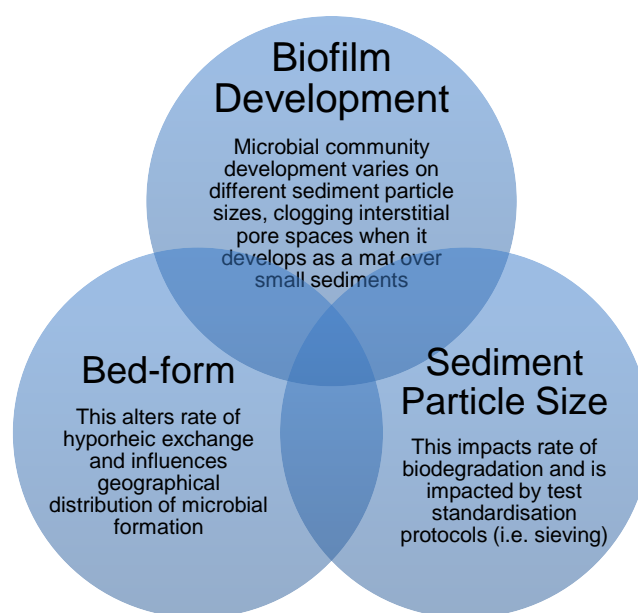 Biofilm
Development
Microbial community
development varies on
different sediment particle
sizes, clogging interstitial
pore spaces when it
develops as a mat over
small sediments
Bed-form
This alters rate of
hyporheic exchange
and influences
geographical
distribution of microbial
formation
Sediment
Particle Size
This impacts rate of
biodegradation and is
impacted by test
standardisation
protocols (i.e. sieving)